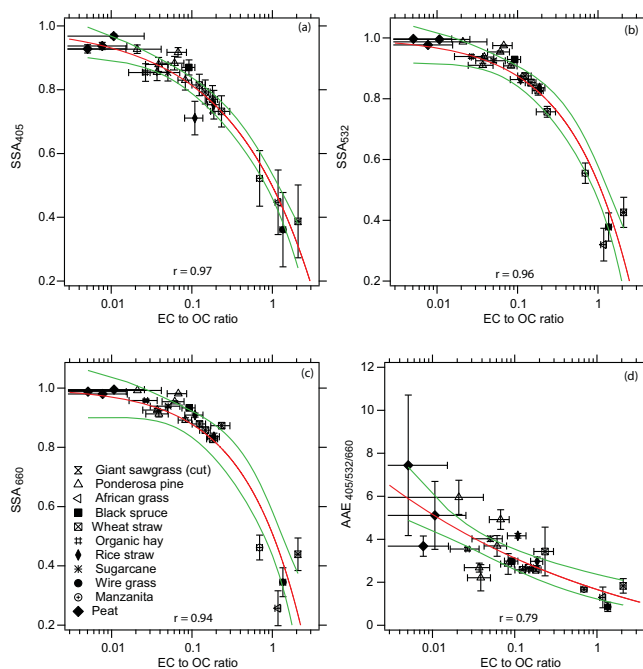 (a)
1.0
0.8
0.6
0.4
0.2
SSA405
r = 0.97
0.01 0.1 1
EC to OC ratio
(b)
1.0
0.8
0.6
0.4
0.2
SSA532
r = 0.96
0.01 0.1 1
EC to OC ratio
(c)
1.0
0.8
0.6
0.4
0.2
SSA 660
Giant sawgrass (cut)
Ponderosa pine
African grass
Black spruce
Wheat straw
Organic hay
Rice straw
Sugarcane
Wire grass
Manzanita
Peat
r = 0.94
0.01 0.1 1
EC to OC ratio
(d)
12
10
8
6
4
2
0
AAE 405/532/660
r = 0.79
0.01 0.1 1
EC to OC ratio